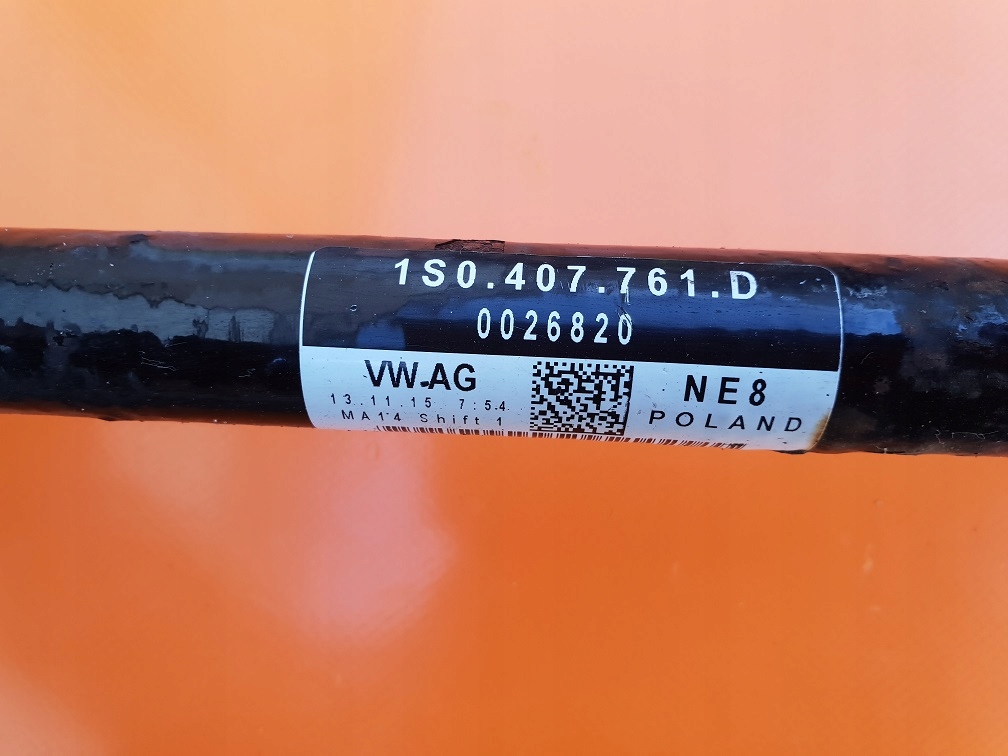 1S0.407.761.D
0026820
VW.AG
13.11.15 7:54
MA14 Shift 1
NE8
POLAND